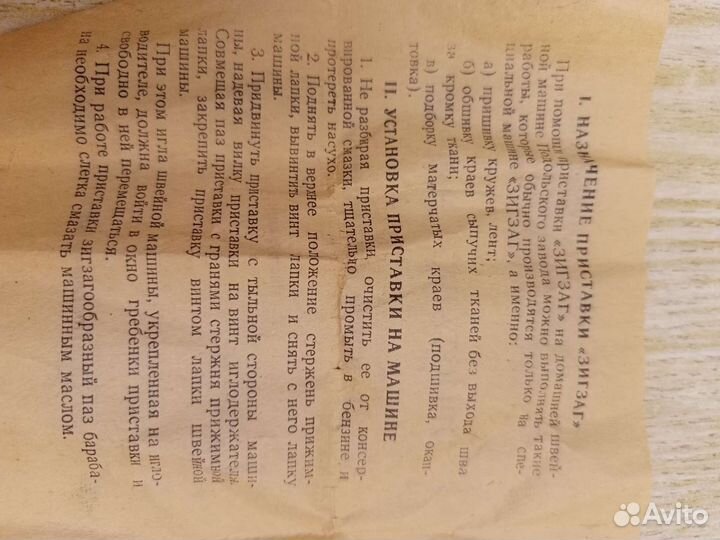 I. НАЗНАЧЕНИЕ ПРИСТАВКИ «ЗИГЗАГ»
При помощи приставки «ЗИГЗАГ» на домашней швей-
ной машине Подольского завода можно выполнять такие
работы, которые обычно производятся только на спе-
циальной машине «ЗИГЗАГ», а именно:
а) пришивку кружев, лент;
б) обшивку краев сыпучих тканей без выхода шва
за кромку ткани;
в) подборку матерчатых краев (подшивка, окан-
товка).
II. УСТАНОВКА ПРИСТАВКИ НА МАШИНЕ
1. Не разбирая приставки, очистить ее от консер-
вированной смазки, тщательно промыть в бензине и
протереть насухо.
2. Поднять в верхнее положение стержень прижим-
ной лапки, вывинтив винт лапки и снять с него лапку
машины.
3. Придвинуть приставку с тыльной стороны маши-
ны, надевая вилку приставки на винт иглодержателя.
Совмещая паз приставки с гранями стержня прижимной
лапки, закрепить приставку винтом лапки швейной
машины.
При этом игла швейной машины, укрепленная на игло-
водителе, должна войти в окно гребенки приставки и
свободно в ней перемещаться.
4. При работе приставки зигзагообразный паз бараба-
на необходимо слегка смазать машинным маслом.
Avito